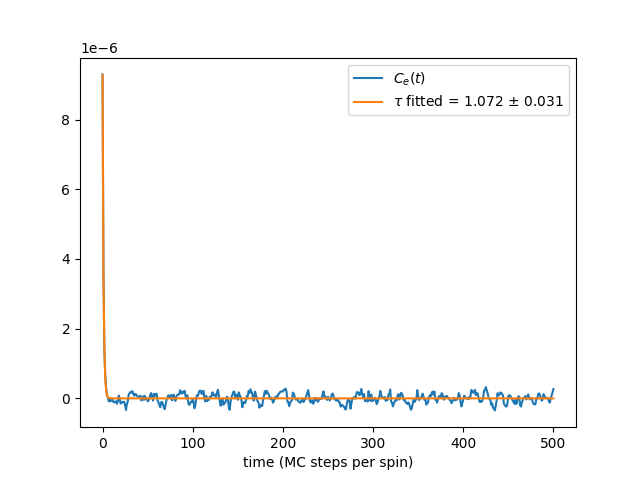 1e−6
C_e(t)
τ fitted = 1.072 ± 0.031
8
6
4
2
0
0 100 200 300 400 500
time (MC steps per spin)